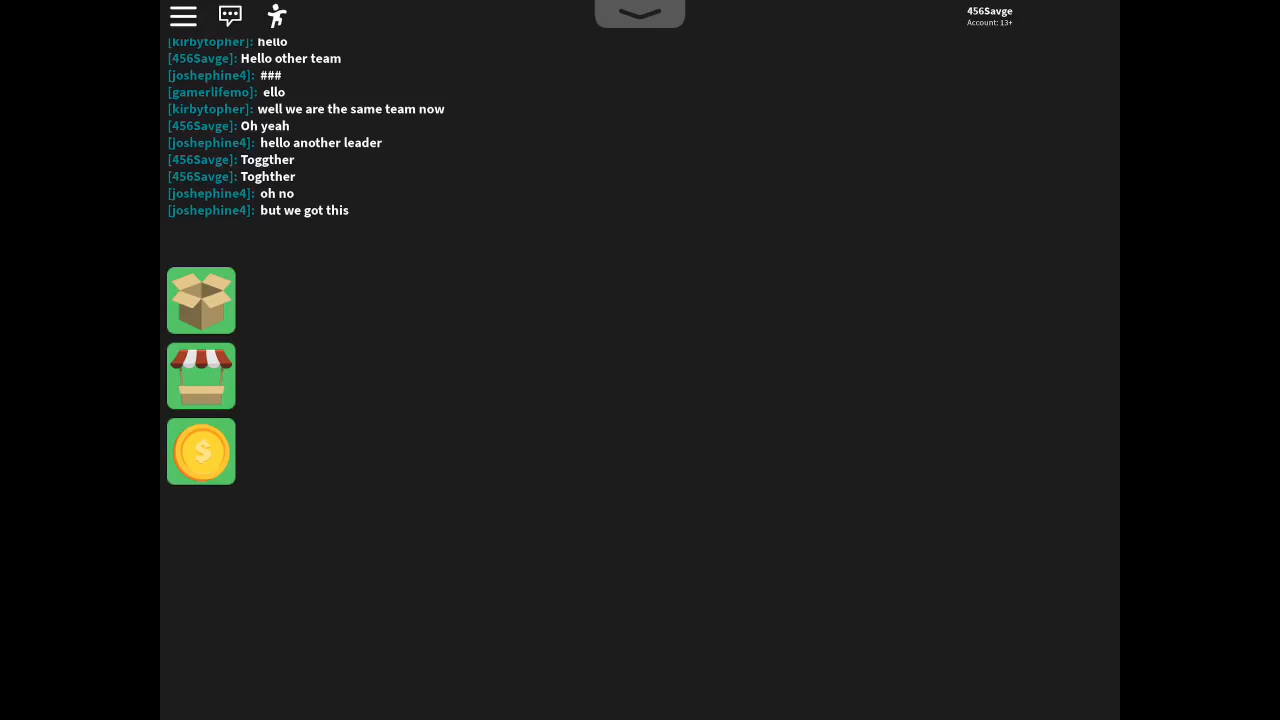 456Savge
Account: 13+
[kirbytopher]: hello
[456Savge]: Hello other team
[joshephine4]: ###
[gamerlifemo]: ello
[kirbytopher]: well we are the same team now
[456Savge]: Oh yeah
[joshephine4]: hello another leader
[456Savge]: Toggther
[456Savge]: Toghther
[joshephine4]: oh no
[joshephine4]: but we got this
$